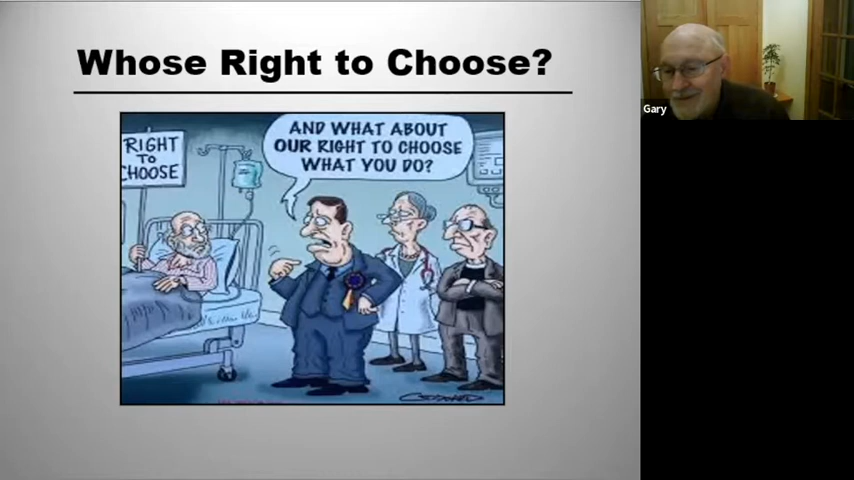 Whose Right to Choose?
RIGHT
TO
CHOOSE
AND WHAT ABOUT
OUR RIGHT TO CHOOSE
WHAT YOU DO?
Gary